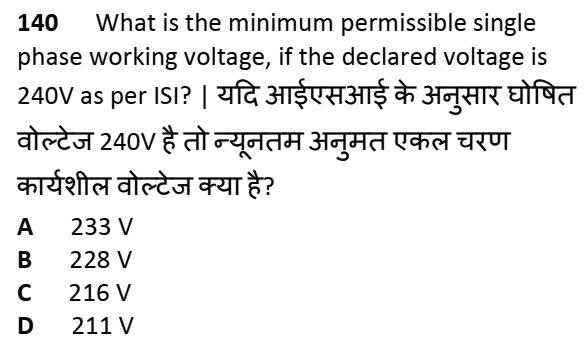 140 What is the minimum permissible single
phase working voltage, if the declared voltage is
240V as per ISI? | यदि आईएसआई के अनुसार घोषित
वोल्टेज 240V है तो न्यूनतम अनुमत एकल चरण
कार्यशील वोल्टेज क्या है?
A 233 V
B 228 V
C 216 V
D 211 V